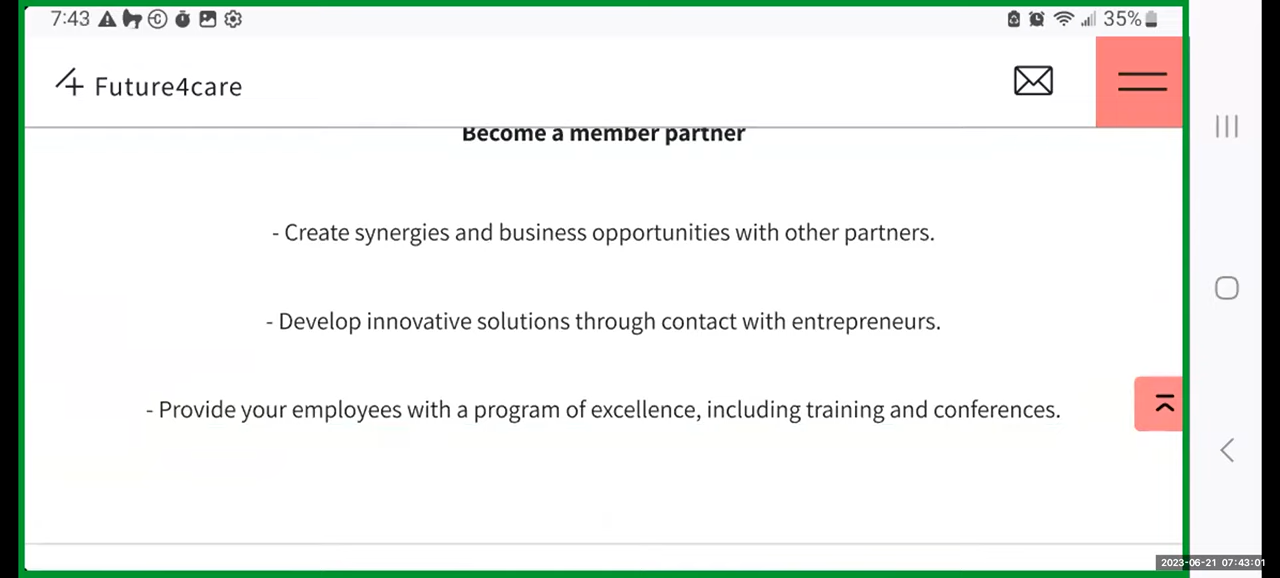 7:43 35%
Future4care
Become a member partner
- Create synergies and business opportunities with other partners.
- Develop innovative solutions through contact with entrepreneurs.
- Provide your employees with a program of excellence, including training and conferences.
2023-06-21 07:43:01